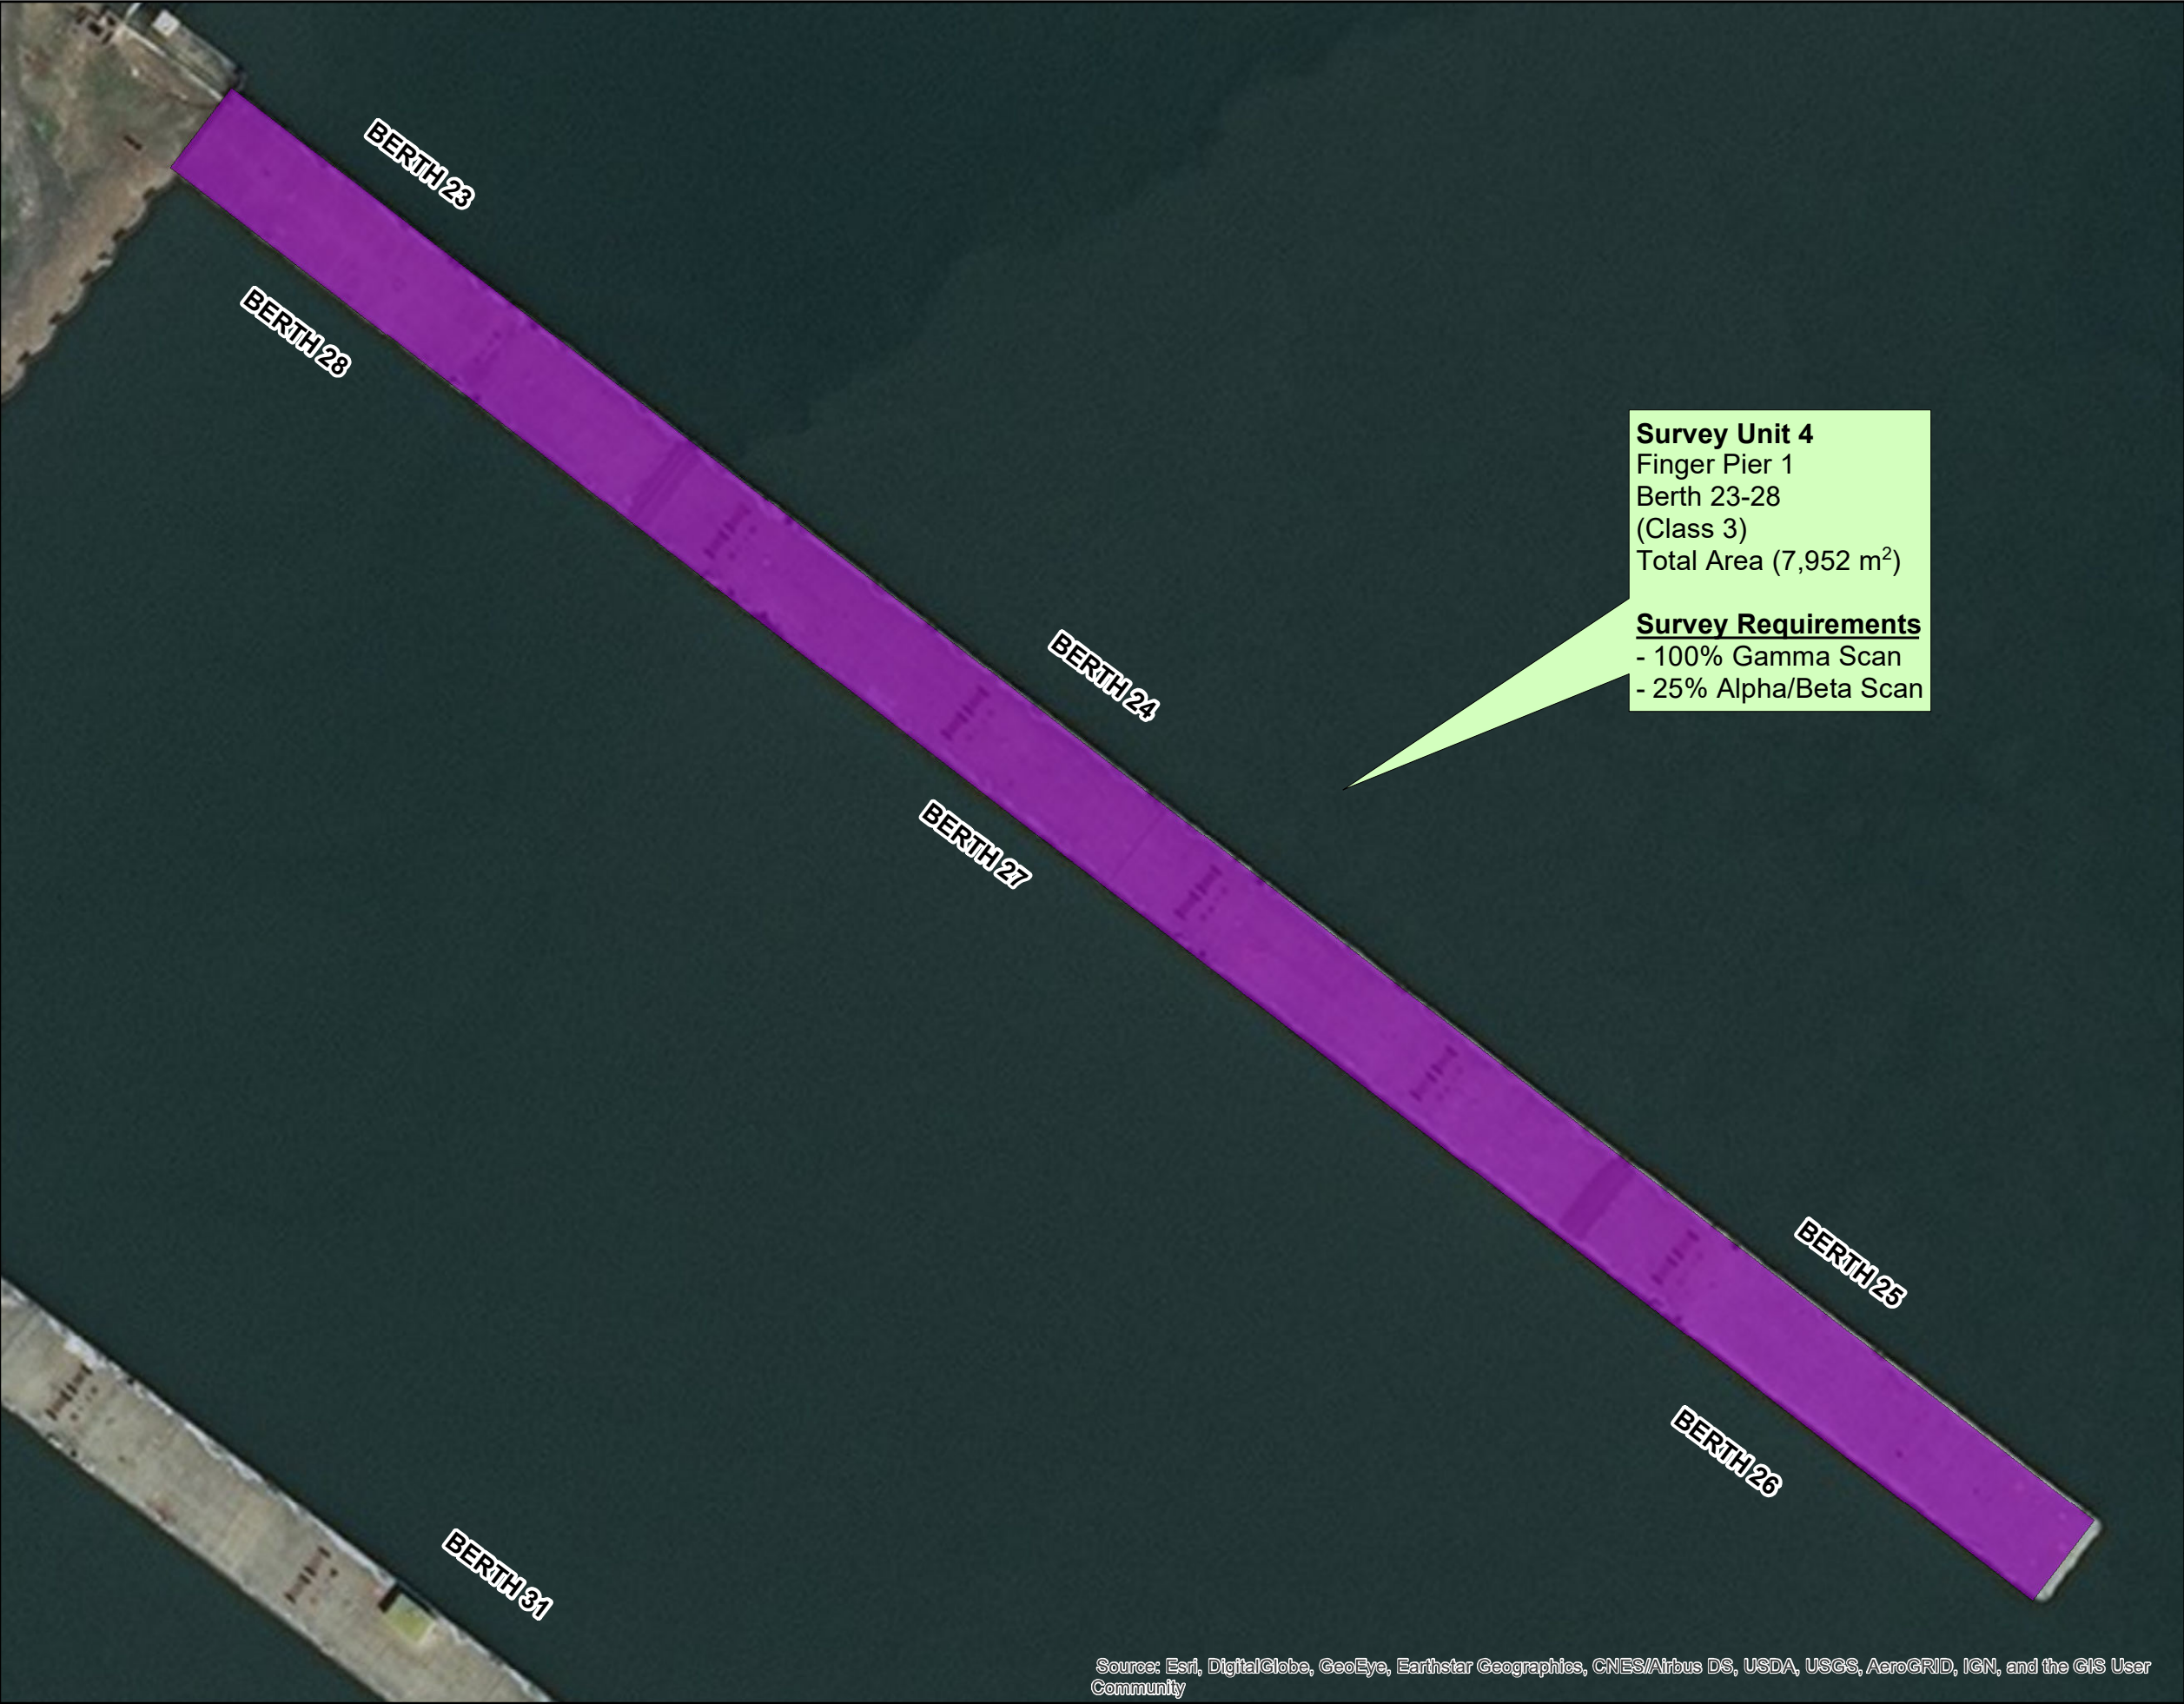 BERTH 23
BERTH 28
Survey Unit 4
Finger Pier 1
Berth 23-28
(Class 3)
Total Area (7,952 m²)
Survey Requirements
- 100% Gamma Scan
- 25% Alpha/Beta Scan
BERTH 24
BERTH 27
BERTH 25
BERTH 26
BERTH 31
Source: Esri, DigitalGlobe, GeoEye, Earthstar Geographics, CNES/Airbus DS, USDA, USGS, AeroGRID, IGN, and the GIS User
Community